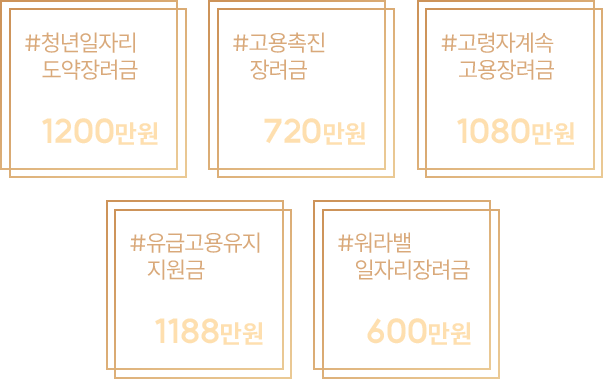 #청년일자리
도약장려금
1200만원
#고용촉진
장려금
720만원
#고령자계속
고용장려금
1080만원
#유급고용유지
지원금
1188만원
#워라밸
일자리장려금
600만원